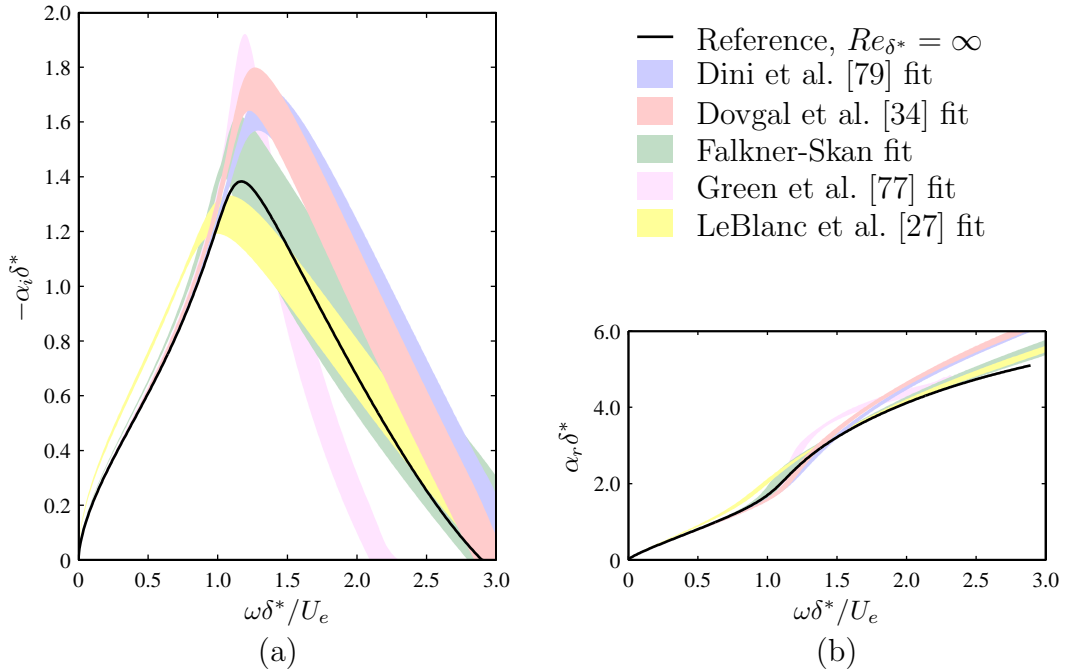 2.0
1.8
1.6
1.4
1.2
1.0
0.8
0.6
0.4
0.2
0
−αᵢδ*
0 0.5 1.0 1.5 2.0 2.5 3.0
ωδ*/Uₑ
(a)
Reference, Re_δ* = ∞
Dini et al. [79] fit
Dovgal et al. [34] fit
Falkner-Skan fit
Green et al. [77] fit
LeBlanc et al. [27] fit
6.0
4.0
2.0
0
αᵣδ*
0 0.5 1.0 1.5 2.0 2.5 3.0
ωδ*/Uₑ
(b)